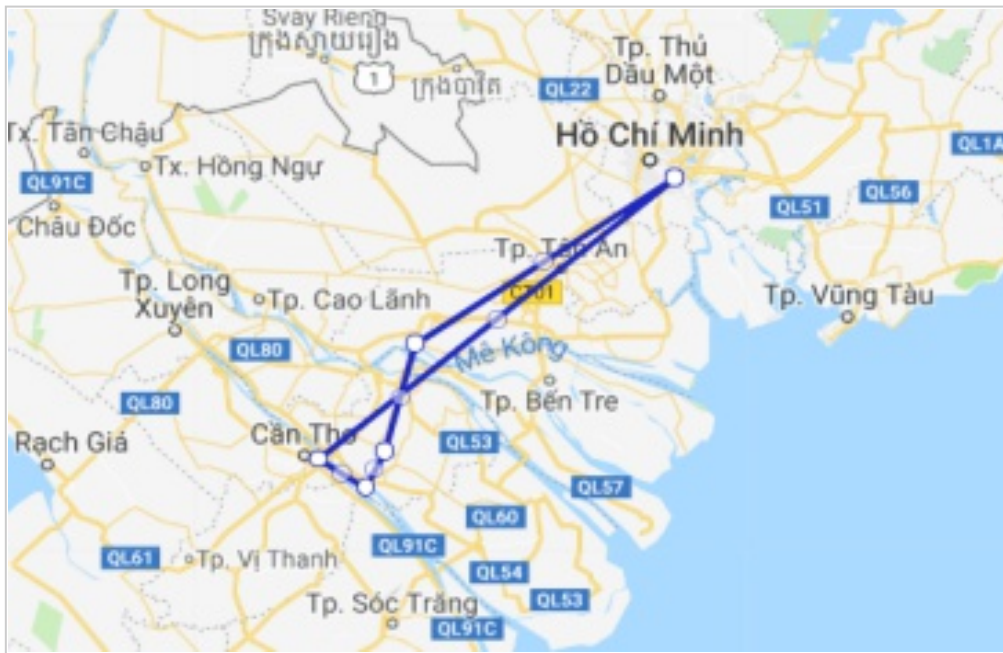 Svay Rieng
ក្រុងស្វាយរៀង
1
ក្រុងបាវិត
Tp. Thủ
Dầu Một
QL22
Hồ Chí Minh
QL1A
Tx. Tân Châu
Tx. Hồng Ngự
QL91C
Châu Đốc
QL51
QL56
Tp. Tân An
CT01
Tp. Long
Xuyên
Tp. Cao Lãnh
Tp. Vũng Tàu
QL80
Mê Kông
QL80
Tp. Bến Tre
Cần Thơ
QL53
Rạch Giá
QL57
QL60
QL91C
QL61
Tp. Vị Thanh
QL54
QL53
Tp. Sóc Trăng
QL91C